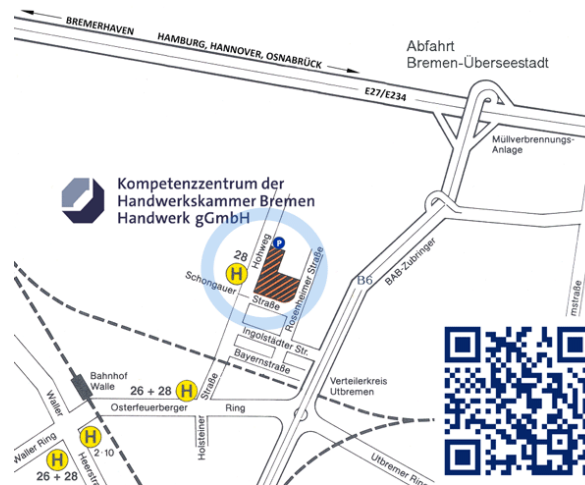 BREMERHAVEN
HAMBURG, HANNOVER, OSNABRÜCK
Abfahrt
Bremen-Überseestadt
E27/E234
Müllverbrennungs-
Anlage
Kompetenzzentrum der
Handwerkskammer Bremen
Handwerk gGmbH
P
28
H
Hohweg
Schongauer
Straße
Rosenheimer Straße
BAB-Zubringer
B6
mstraße
Ingolstädter Str.
Bayernstraße
Bahnhof
Walle
26 + 28
H
Straße
Verteilerkreis
Utbremen
Waller
Osterfeuerberger
Ring
Holsteiner
H
2·10
Waller Ring
H
26 + 28
Heerstr
Utbremer Ring